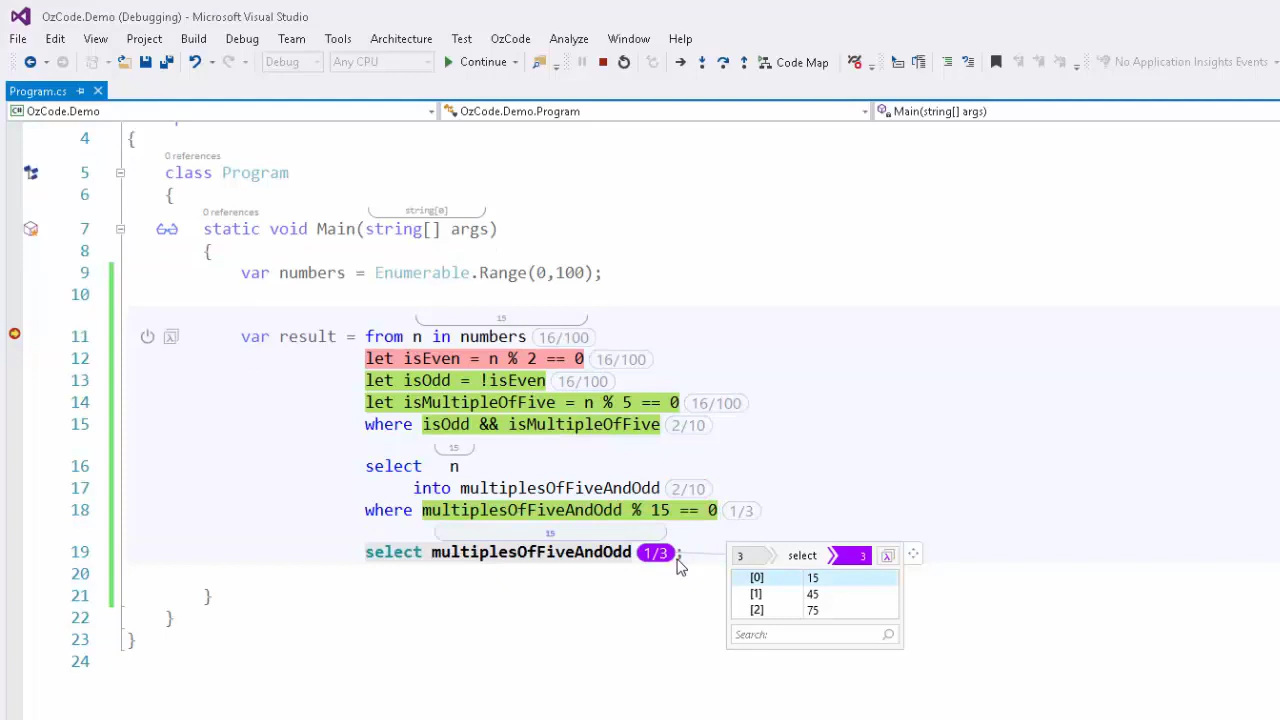 OzCode.Demo (Debugging) - Microsoft Visual Studio
File Edit View Project Build Debug Team Tools Architecture Test OzCode Analyze Window Help
Debug Any CPU Continue Code Map No Application Insights Events
Program.cs
OzCode.Demo OzCode.Demo.Program Main(string[] args)
4 {
0 references
5 class Program
6 {
0 references string[0]
7 static void Main(string[] args)
8 {
9 var numbers = Enumerable.Range(0,100);
10
15
11 var result = from n in numbers 16/100
12 let isEven = n % 2 == 0 16/100
13 let isOdd = !isEven 16/100
14 let isMultipleOfFive = n % 5 == 0 16/100
15 where isOdd && isMultipleOfFive 2/10
15
16 select n
17 into multiplesOfFiveAndOdd 2/10
18 where multiplesOfFiveAndOdd % 15 == 0 1/3
15
19 select multiplesOfFiveAndOdd 1/3 ;
3 select 3
[0] 15
[1] 45
[2] 75
Search:
20
21 }
22 }
23 }
24